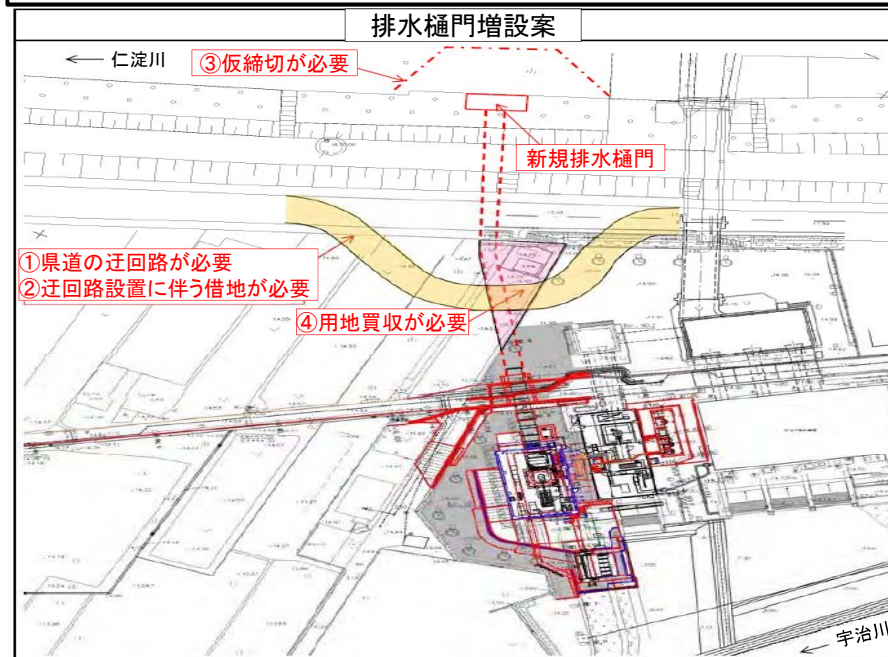 排水樋門増設案
← 仁淀川
③仮締切が必要
新規排水樋門
①県道の迂回路が必要
②迂回路設置に伴う借地が必要
④用地買収が必要
← 宇治川